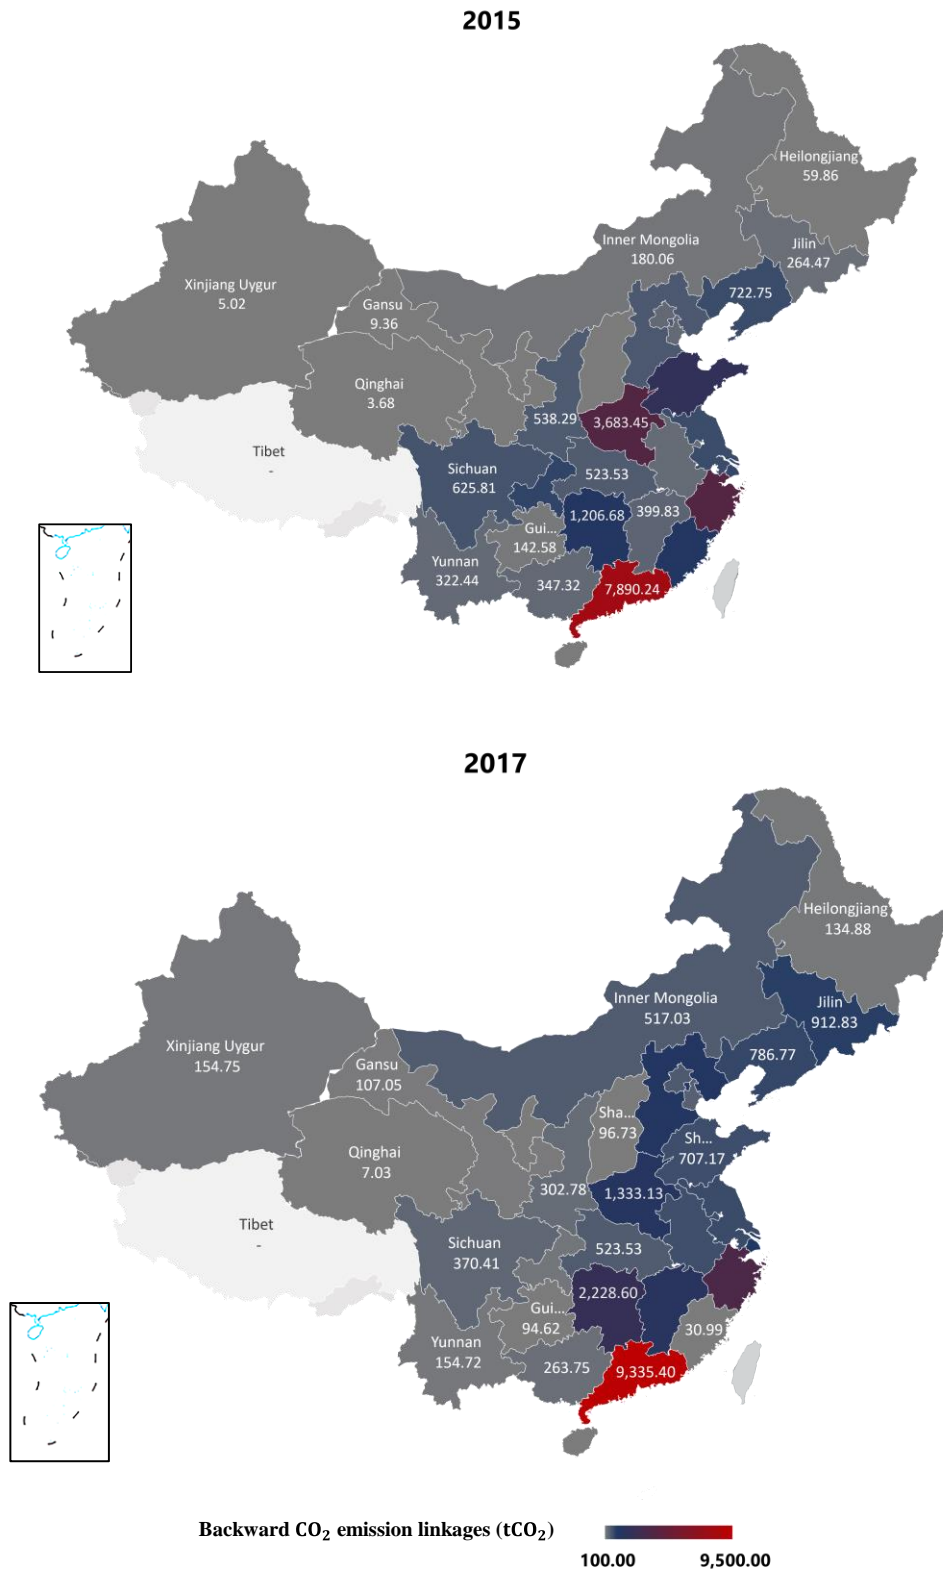 2015
Heilongjiang
59.86
Inner Mongolia
180.06
Jilin
264.47
Xinjiang Uygur
5.02
Gansu
9.36
722.75
Qinghai
3.68
538.29
3,683.45
Tibet
-
Sichuan
625.81
523.53
1,206.68
399.83
Gui...
142.58
Yunnan
322.44
347.32
7,890.24
2017
Heilongjiang
134.88
Inner Mongolia
517.03
Jilin
912.83
Xinjiang Uygur
154.75
Gansu
107.05
786.77
Sha...
96.73
Sh...
707.17
Qinghai
7.03
302.78
1,333.13
Tibet
-
Sichuan
370.41
523.53
2,228.60
Gui...
94.62
30.99
Yunnan
154.72
263.75
9,335.40
Backward CO₂ emission linkages (tCO₂)
100.00
9,500.00